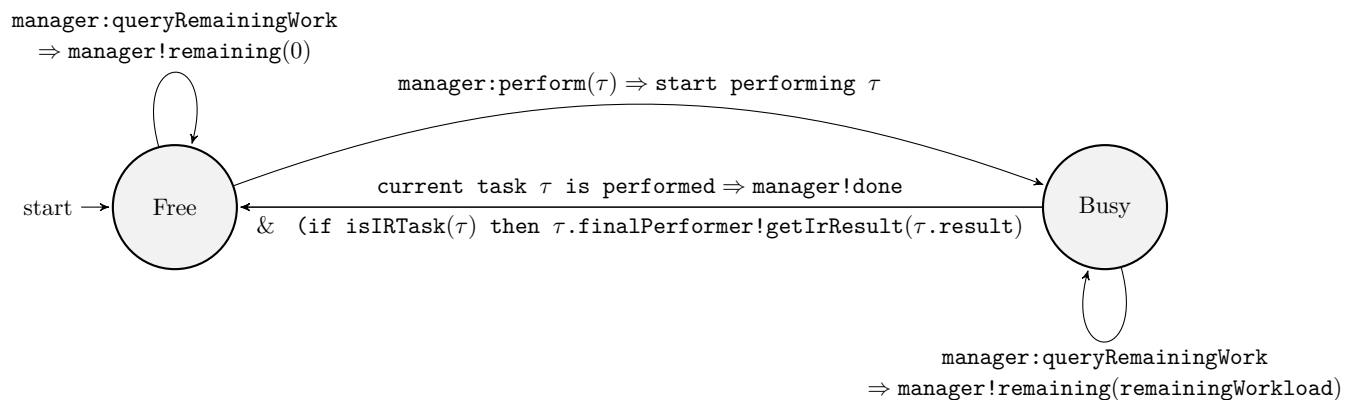 manager:queryRemainingWork
⇒ manager!remaining(0)
manager:perform(τ) ⇒ start performing τ
start
Free
current task τ is performed ⇒ manager!done
& (if isIRTask(τ) then τ.finalPerformer!getIrResult(τ.result)
Busy
manager:queryRemainingWork
⇒ manager!remaining(remainingWorkload)